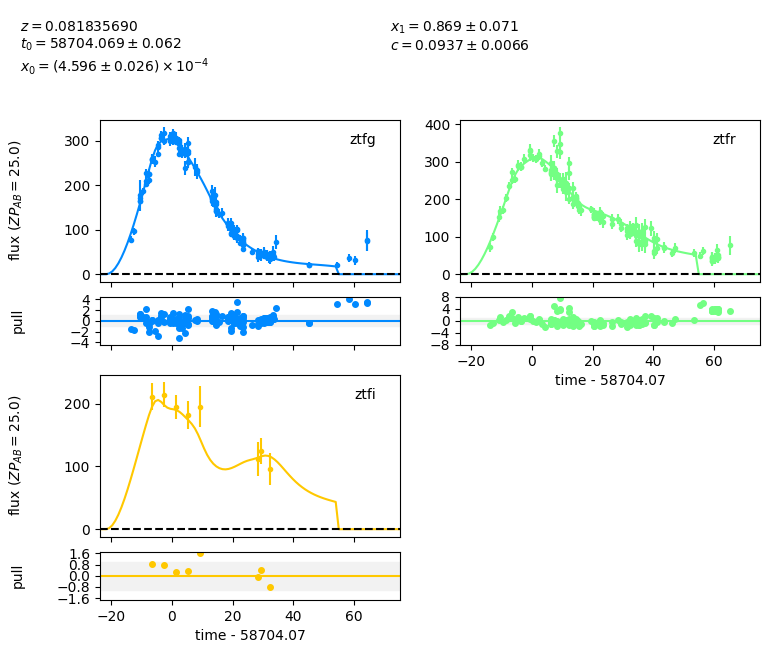 z = 0.081835690
t₀ = 58704.069 ± 0.062
x₀ = (4.596 ± 0.026) × 10⁻⁴
x₁ = 0.869 ± 0.071
c = 0.0937 ± 0.0066
flux (ZP_AB = 25.0)
300
200
100
0
ztfg
400
300
200
100
0
ztfr
pull
4
2
0
−2
−4
8
4
0
−4
−8
−20 0 20 40 60
time - 58704.07
flux (ZP_AB = 25.0)
200
100
0
ztfi
pull
1.6
0.8
0.0
−0.8
−1.6
−20 0 20 40 60
time - 58704.07